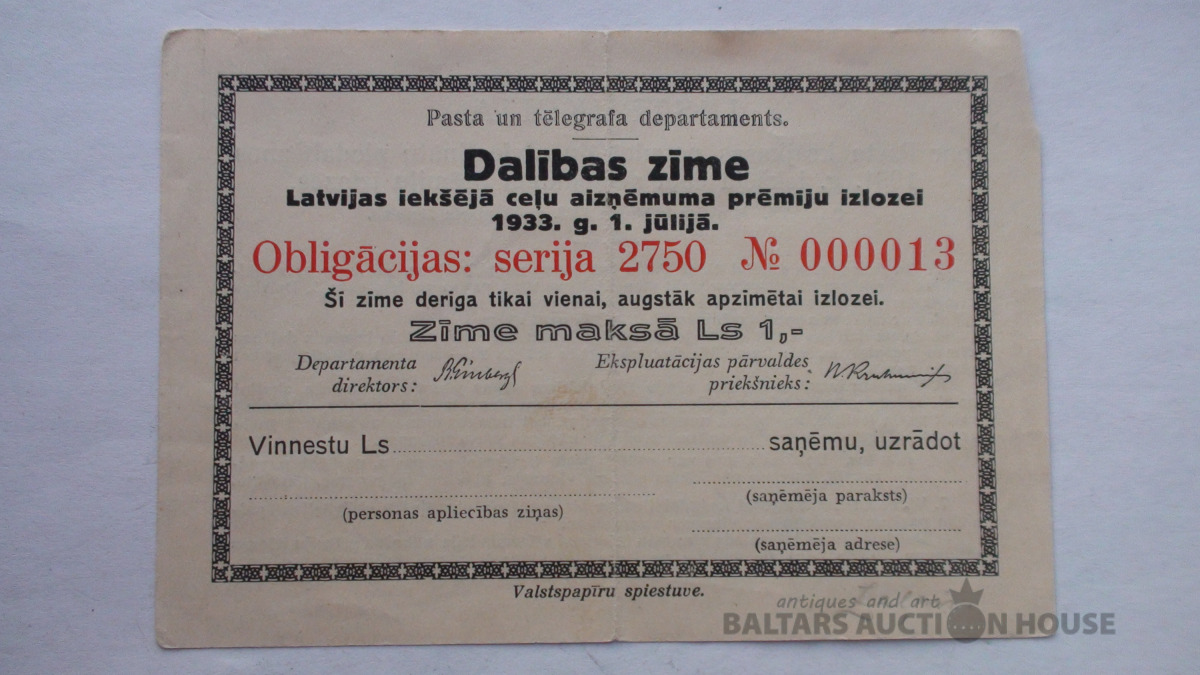 Pasta un tēlegrafa departaments.
Dalības zīme
Latvijas iekšējā ceļu aizņēmuma prēmiju izlozei
1933. g. 1. jūlijā.
Obligācijas: serija 2750 № 000013
Šī zīme derīga tikai vienai, augstāk apzīmētai izlozei.
Zīme maksā Ls 1,-
Departamenta direktors:
Ekspluatācijas pārvaldes priekšnieks:
Vinnestu Ls saņēmu, uzrādot
(saņēmēja paraksts)
(personas apliecības ziņas)
(saņēmēja adrese)
Valstspapīru spiestuve.
antiques and art
BALTARS AUCTION HOUSE